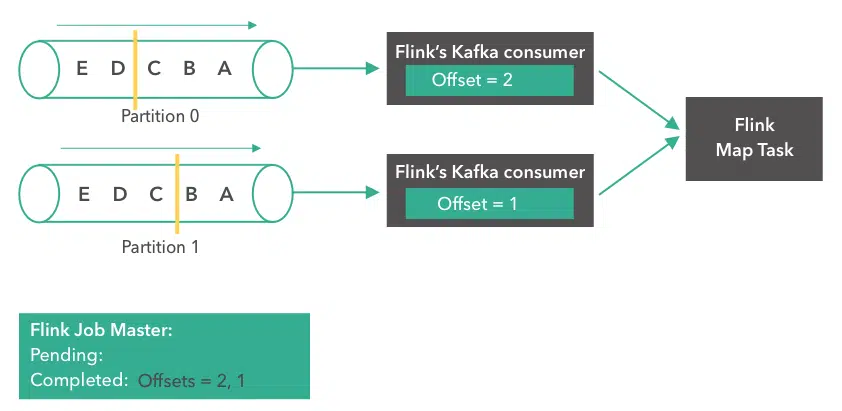 E D C B A
Partition 0
Flink's Kafka consumer
Offset = 2
E D C B A
Partition 1
Flink's Kafka consumer
Offset = 1
Flink
Map Task
Flink Job Master:
Pending:
Completed: Offsets = 2, 1